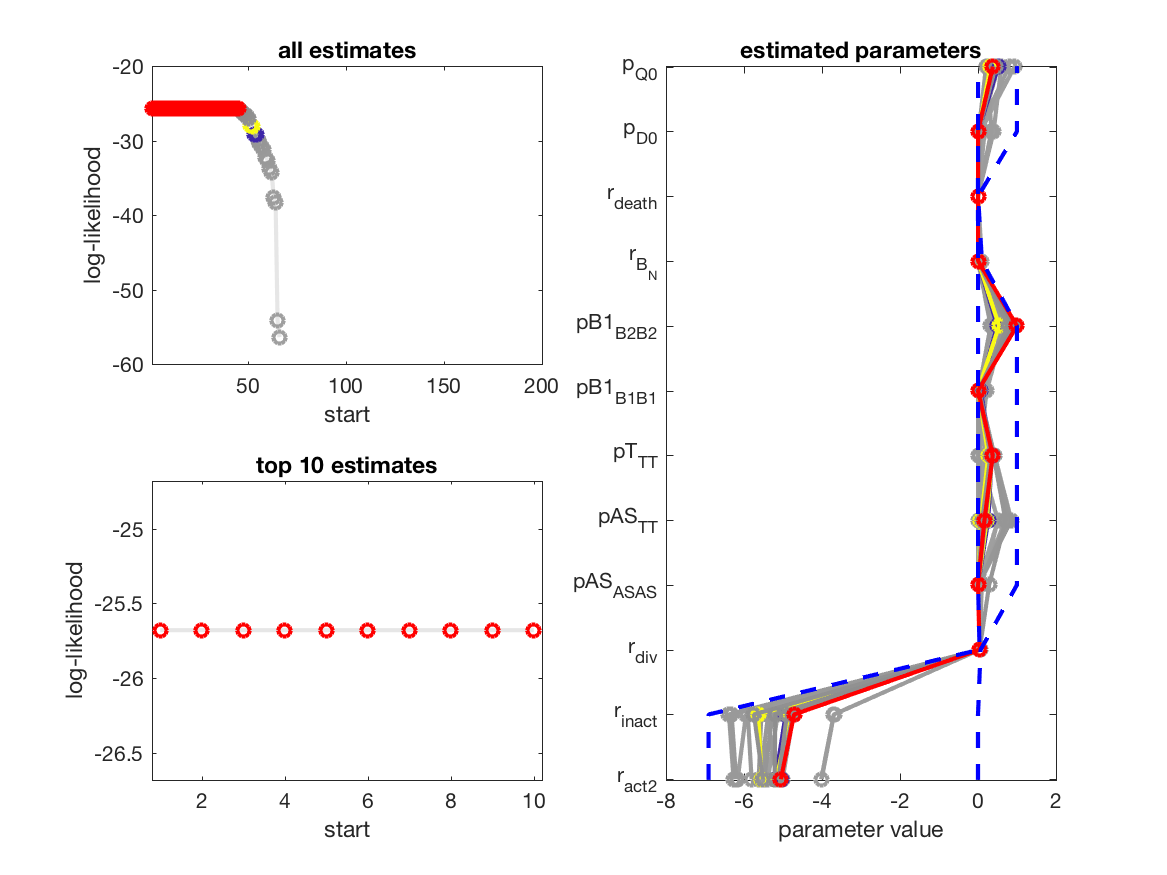 all estimates
-20
-30
-40
-50
-60
log-likelihood
50
100
150
200
start
top 10 estimates
-25
-25.5
-26
-26.5
log-likelihood
2
4
6
8
10
start
estimated parameters
pQ0
pD0
rdeath
rBN
pB1B2B2
pB1B1B1
pTTT
pASTT
pASASAS
rdiv
rinact
ract2
-8
-6
-4
-2
0
2
parameter value